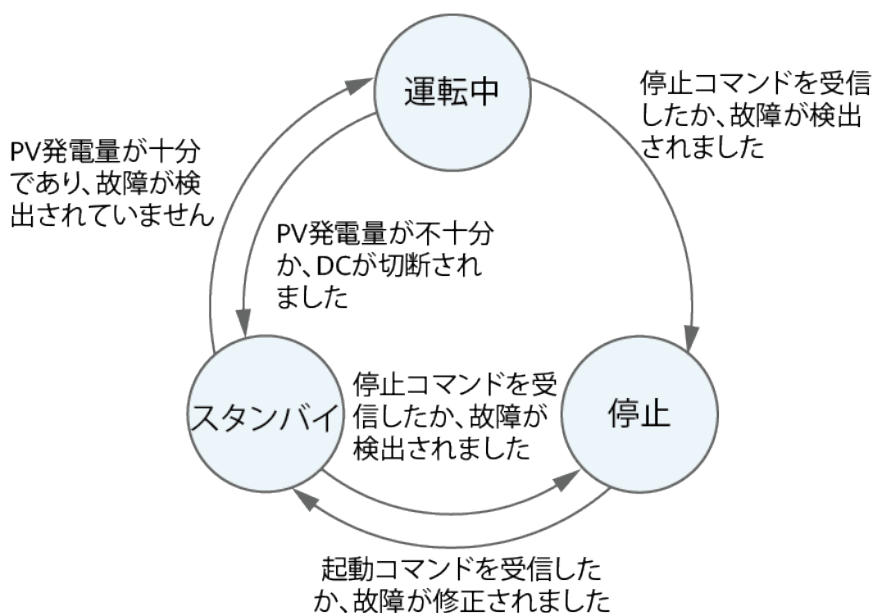 運転中
停止コマンドを受信
したか、故障が検出
されました
PV発電量が十分
であり、故障が検
出されていません
PV発電量が不十分
か、DCが切断され
ました
スタンバイ
停止コマンドを受
信したか、故障が
検出されました
停止
起動コマンドを受信した
か、故障が修正されました